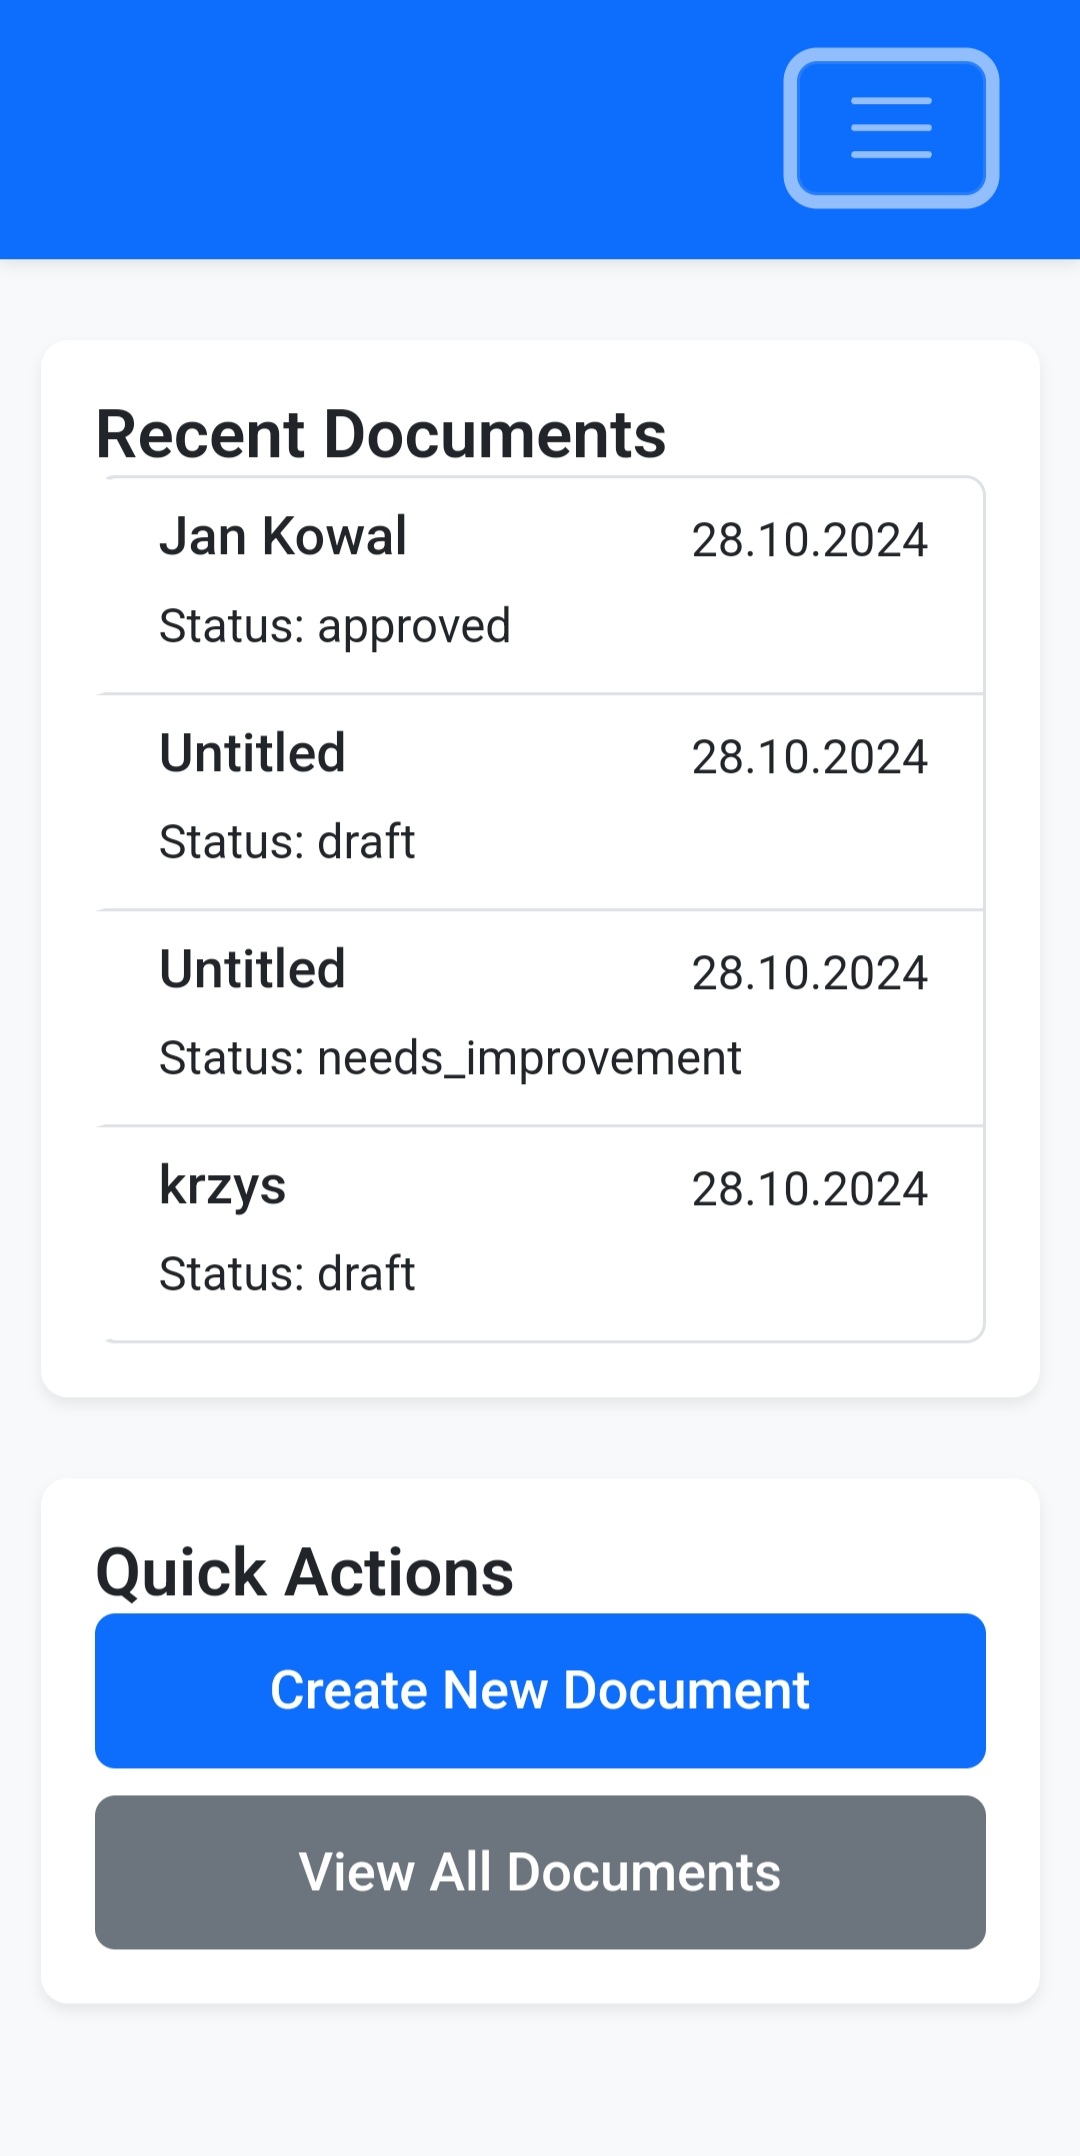 Recent Documents
Jan Kowal 28.10.2024
Status: approved
Untitled 28.10.2024
Status: draft
Untitled 28.10.2024
Status: needs_improvement
krzys 28.10.2024
Status: draft
Quick Actions
Create New Document
View All Documents